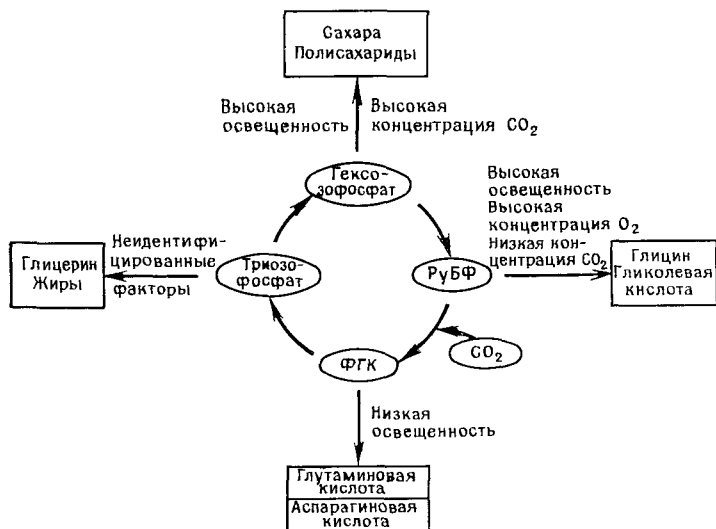 Сахара
Полисахариды
Высокая
освещенность
Высокая
концентрация CO₂
Гексо-
зофосфат
Высокая
освещенность
Высокая
концентрация O₂
Низкая кон-
центрация CO₂
Неидентифи-
цированные
факторы
Глицерин
Жиры
Триозо-
фосфат
РуБФ
Глицин
Гликолевая
кислота
CO₂
ФГК
Низкая
освещенность
Глутаминовая
кислота
Аспарагиновая
кислота